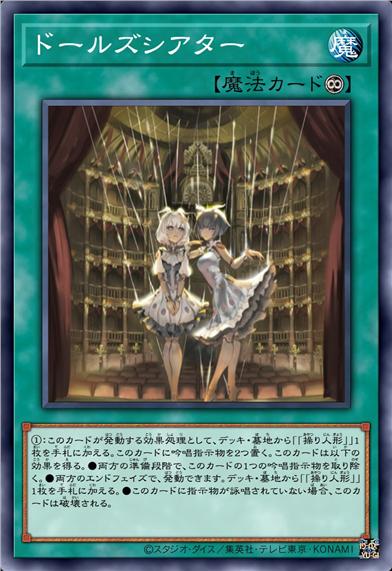 ドールズシアター
魔
【魔法カード♾】
①:このカードが発動する効果処理として、デッキ・墓地から「「操り人形」」1
枚を手札に加える。このカードに吟唱指示物を2つ置く。このカードは以下の
効果を得る。●両方の準備段階で、このカードの1つの吟唱指示物を取り除
く。●両方のエンドフェイズで、発動できます。デッキ・墓地から「「操り人形」」
1枚を手札に加える。●このカードに指示物が詠唱されていない場合、このカ
ードは破壊される。
©スタジオ・ダイス/集英社・テレビ東京・KONAMI